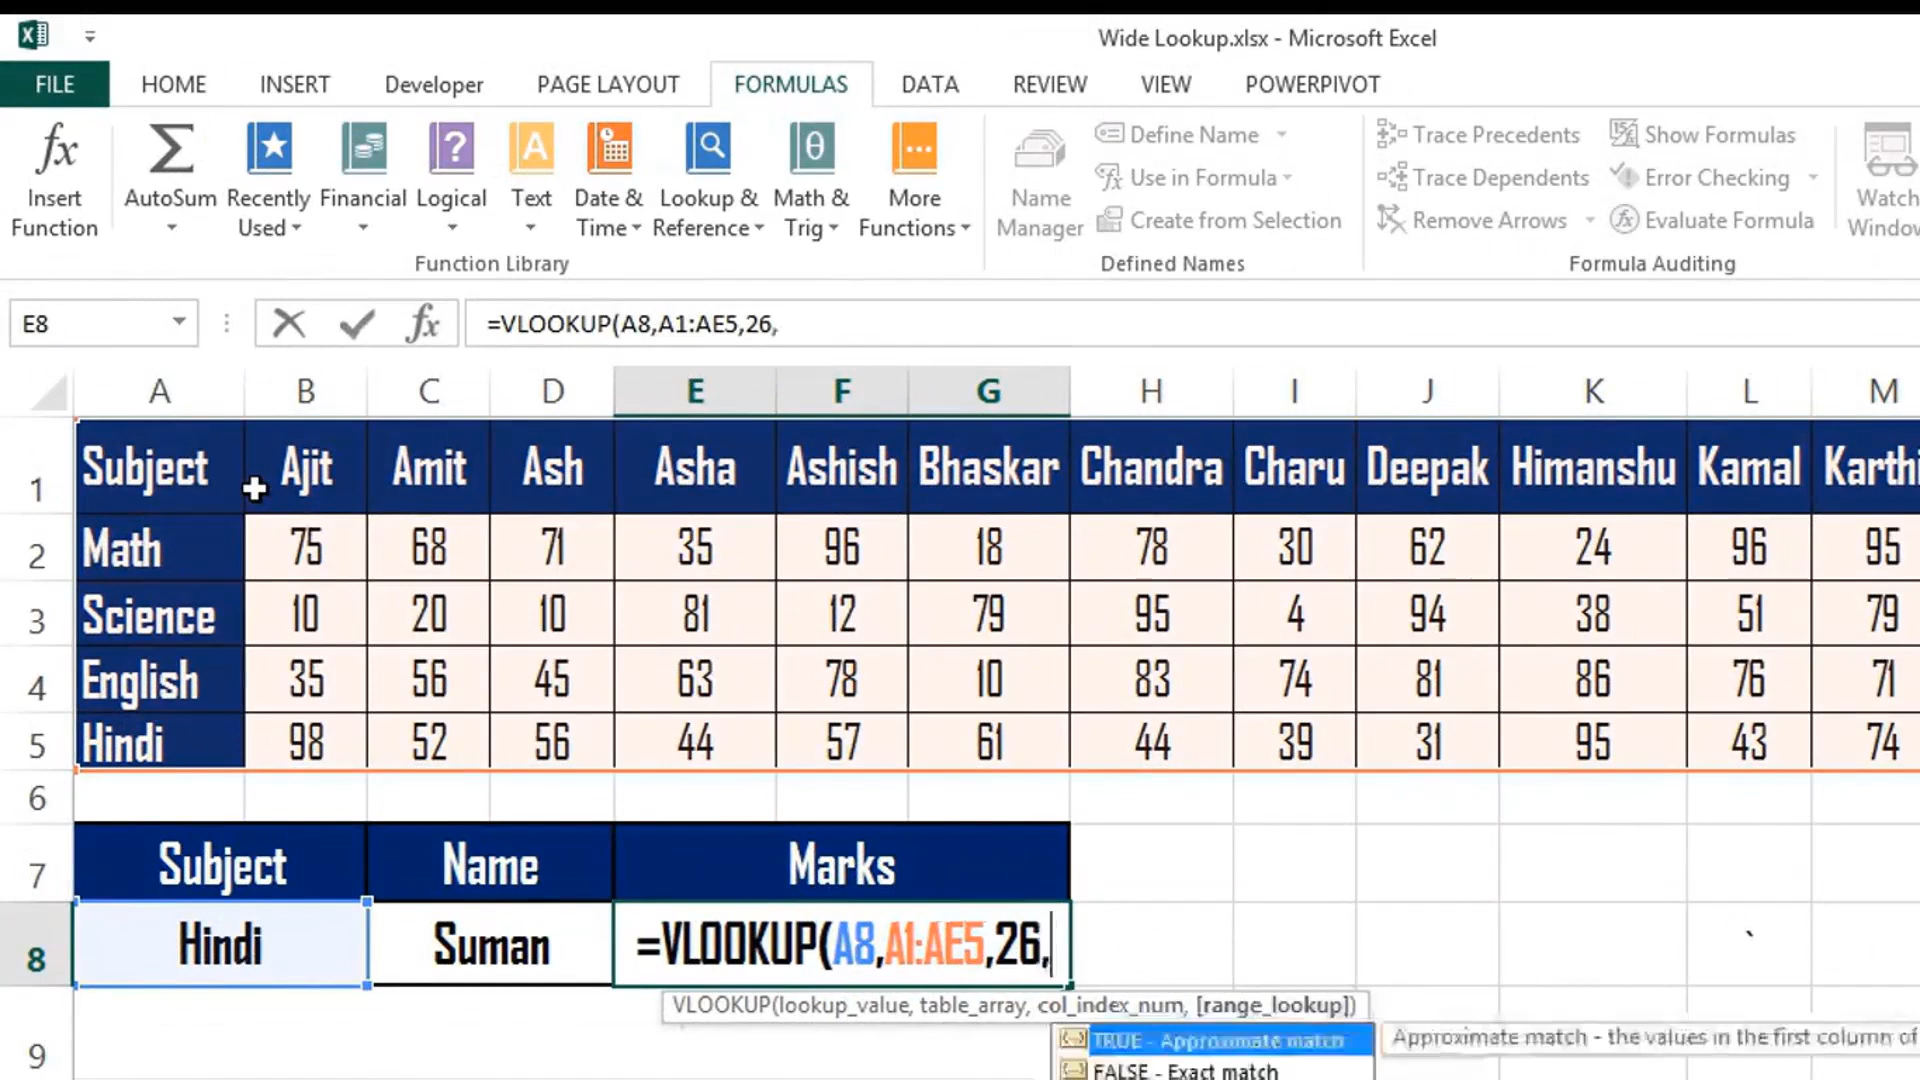 Wide Lookup.xlsx - Microsoft Excel
FILE HOME INSERT Developer PAGE LAYOUT FORMULAS DATA REVIEW VIEW POWERPIVOT
fx Σ ? A θ ...
Define Name Trace Precedents Show Formulas
Use in Formula Trace Dependents Error Checking
Insert AutoSum Recently Financial Logical Text Date & Lookup & Math & More Name Watch
Function Used Time Reference Trig Functions Manager Create from Selection Remove Arrows Evaluate Formula Window
Function Library Defined Names Formula Auditing
E8 fx =VLOOKUP(A8,A1:AE5,26,
A B C D E F G H I J K L M
1 Subject Ajit Amit Ash Asha Ashish Bhaskar Chandra Charu Deepak Himanshu Kamal Karthi
2 Math 75 68 71 35 96 18 78 30 62 24 96 95
3 Science 10 20 10 81 12 79 95 4 94 38 51 79
4 English 35 56 45 63 78 10 83 74 81 86 76 71
5 Hindi 98 52 56 44 57 61 44 39 31 95 43 74
6
7 Subject Name Marks
8 Hindi Suman =VLOOKUP(A8,A1:AE5,26, `
VLOOKUP(lookup_value, table_array, col_index_num, [range_lookup])
9 TRUE - Approximate match Approximate match - the values in the first column of
FALSE - Exact match